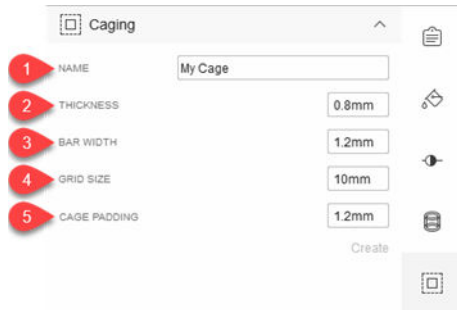 Caging
1 NAME My Cage
2 THICKNESS 0.8mm
3 BAR WIDTH 1.2mm
4 GRID SIZE 10mm
5 CAGE PADDING 1.2mm
Create